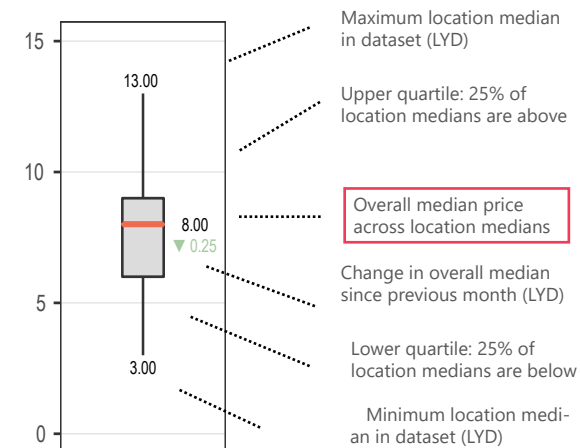 15
10
5
0
13.00
8.00
▼ 0.25
3.00
Maximum location median
in dataset (LYD)
Upper quartile: 25% of
location medians are above
Overall median price
across location medians
Change in overall median
since previous month (LYD)
Lower quartile: 25% of
location medians are below
Minimum location medi-
an in dataset (LYD)